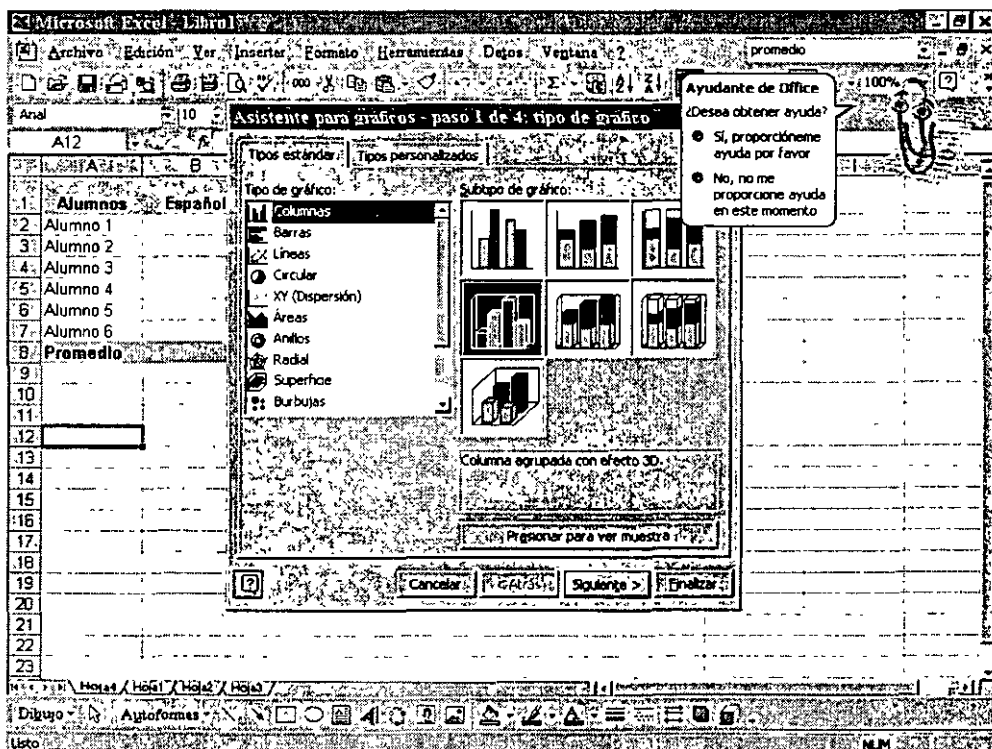 Microsoft Excel - Libro1
Archivo Edición Ver Insertar Formato Herramientas Datos Ventana ? promedio
100%
Arial 10
A12 fx
Ayudante de Office
¿Desea obtener ayuda?
Sí, proporcióneme
ayuda por favor
No, no me
proporcione ayuda
en este momento
Asistente para gráficos - paso 1 de 4: tipo de gráfico
Tipos estándar Tipos personalizados
Tipo de gráfico:
Columnas
Barras
Líneas
Circular
XY (Dispersión)
Áreas
Anillos
Radial
Superficie
Burbujas
Subtipo de gráfico:
Columna agrupada con efecto 3D.
Presionar para ver muestra
Cancelar < Atrás Siguiente > Finalizar
A B
1 Alumnos Español
2 Alumno 1
3 Alumno 2
4 Alumno 3
5 Alumno 4
6 Alumno 5
7 Alumno 6
8 Promedio
9
10
11
12
13
14
15
16
17
18
19
20
21
22
23
Hoja4 Hoja1 Hoja2 Hoja3
Dibujo Autoformas
Listo NUM